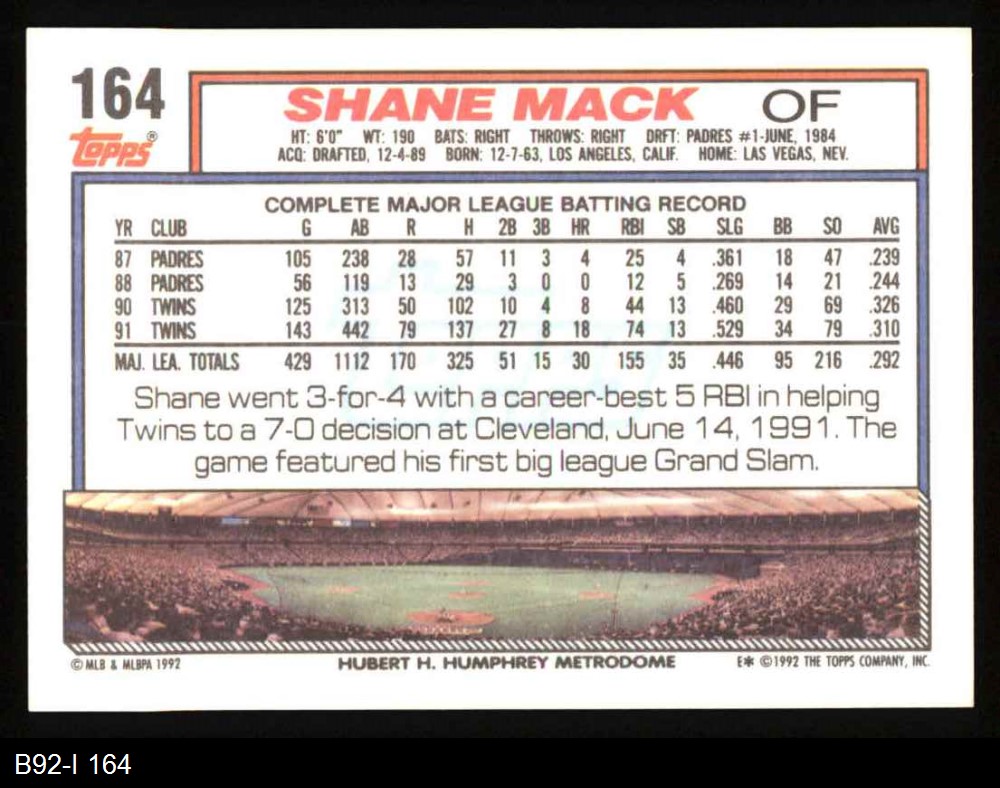 164
Topps®
SHANE MACK OF
HT: 6'0" WT: 190 BATS: RIGHT THROWS: RIGHT DRFT: PADRES #1-JUNE, 1984
ACQ: DRAFTED, 12-4-89 BORN: 12-7-63, LOS ANGELES, CALIF. HOME: LAS VEGAS, NEV.
COMPLETE MAJOR LEAGUE BATTING RECORD
YR CLUB G AB R H 2B 3B HR RBI SB SLG BB SO AVG
87 PADRES 105 238 28 57 11 3 4 25 4 .361 18 47 .239
88 PADRES 56 119 13 29 3 0 0 12 5 .269 14 21 .244
90 TWINS 125 313 50 102 10 4 8 44 13 .460 29 69 .326
91 TWINS 143 442 79 137 27 8 18 74 13 .529 34 79 .310
MAJ. LEA. TOTALS 429 1112 170 325 51 15 30 155 35 .446 95 216 .292
Shane went 3-for-4 with a career-best 5 RBI in helping
Twins to a 7-0 decision at Cleveland, June 14, 1991. The
game featured his first big league Grand Slam.
© MLB & MLBPA 1992 HUBERT H. HUMPHREY METRODOME E* ©1992 THE TOPPS COMPANY, INC.
B92-I 164